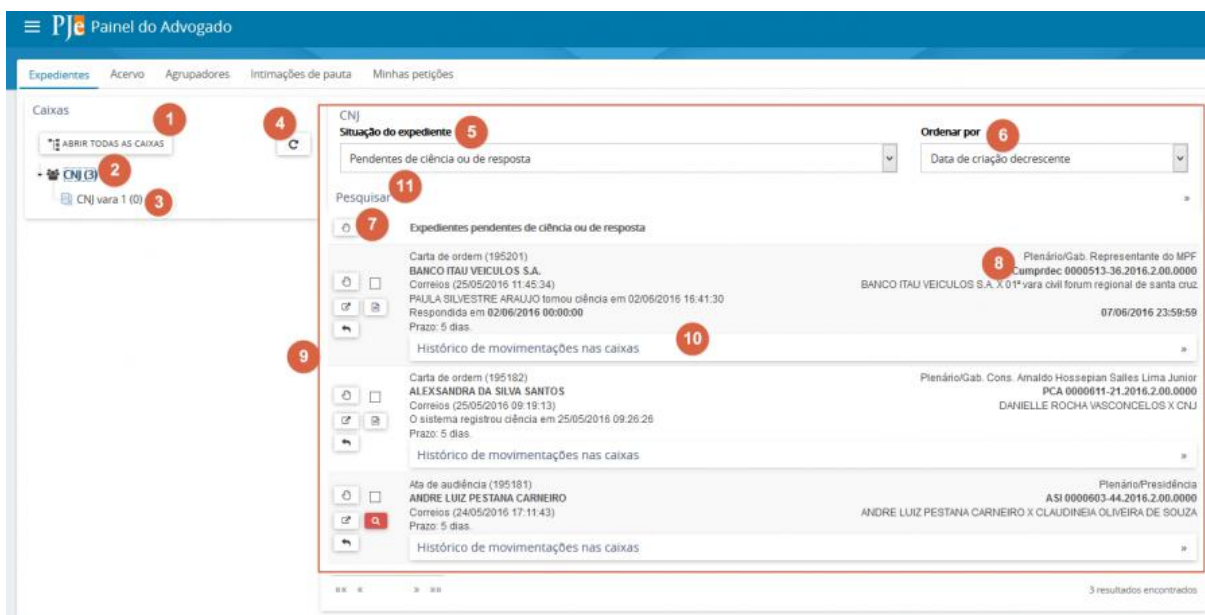 PJe Painel do Advogado
Expedientes Acervo Agrupadores Intimações de pauta Minhas petições
Caixas
1
4
ABRIR TODAS AS CAIXAS
CNJ (3) 2
CNJ vara 1 (0) 3
CNJ
Situação do expediente 5
Ordenar por 6
Pendentes de ciência ou de resposta
Data de criação decrescente
Pesquisar 11 »
7 Expedientes pendentes de ciência ou de resposta
9
Carta de ordem (195201)
BANCO ITAU VEICULOS S.A.
Correios (25/05/2016 11:45:34)
PAULA SILVESTRE ARAUJO tomou ciência em 02/06/2016 16:41:30
Respondida em 02/06/2016 00:00:00
Prazo: 5 dias.
8 Plenário/Gab. Representante do MPF
Cumprdec 0000513-36.2016.2.00.0000
BANCO ITAU VEICULOS S.A. X 01ª vara civil forum regional de santa cruz
07/06/2016 23:59:59
Histórico de movimentações nas caixas 10 »
Carta de ordem (195182)
ALEXSANDRA DA SILVA SANTOS
Correios (25/05/2016 09:19:13)
O sistema registrou ciência em 25/05/2016 09:26:26
Prazo: 5 dias.
Plenário/Gab. Cons. Arnaldo Hossepian Salles Lima Junior
PCA 0000611-21.2016.2.00.0000
DANIELLE ROCHA VASCONCELOS X CNJ
Histórico de movimentações nas caixas »
Ata de audiência (195181)
ANDRE LUIZ PESTANA CARNEIRO
Correios (24/05/2016 17:11:43)
Prazo: 5 dias.
Plenário/Presidência
ASI 0000603-44.2016.2.00.0000
ANDRE LUIZ PESTANA CARNEIRO X CLAUDINEIA OLIVEIRA DE SOUZA
Histórico de movimentações nas caixas »
«« « » »» 3 resultados encontrados